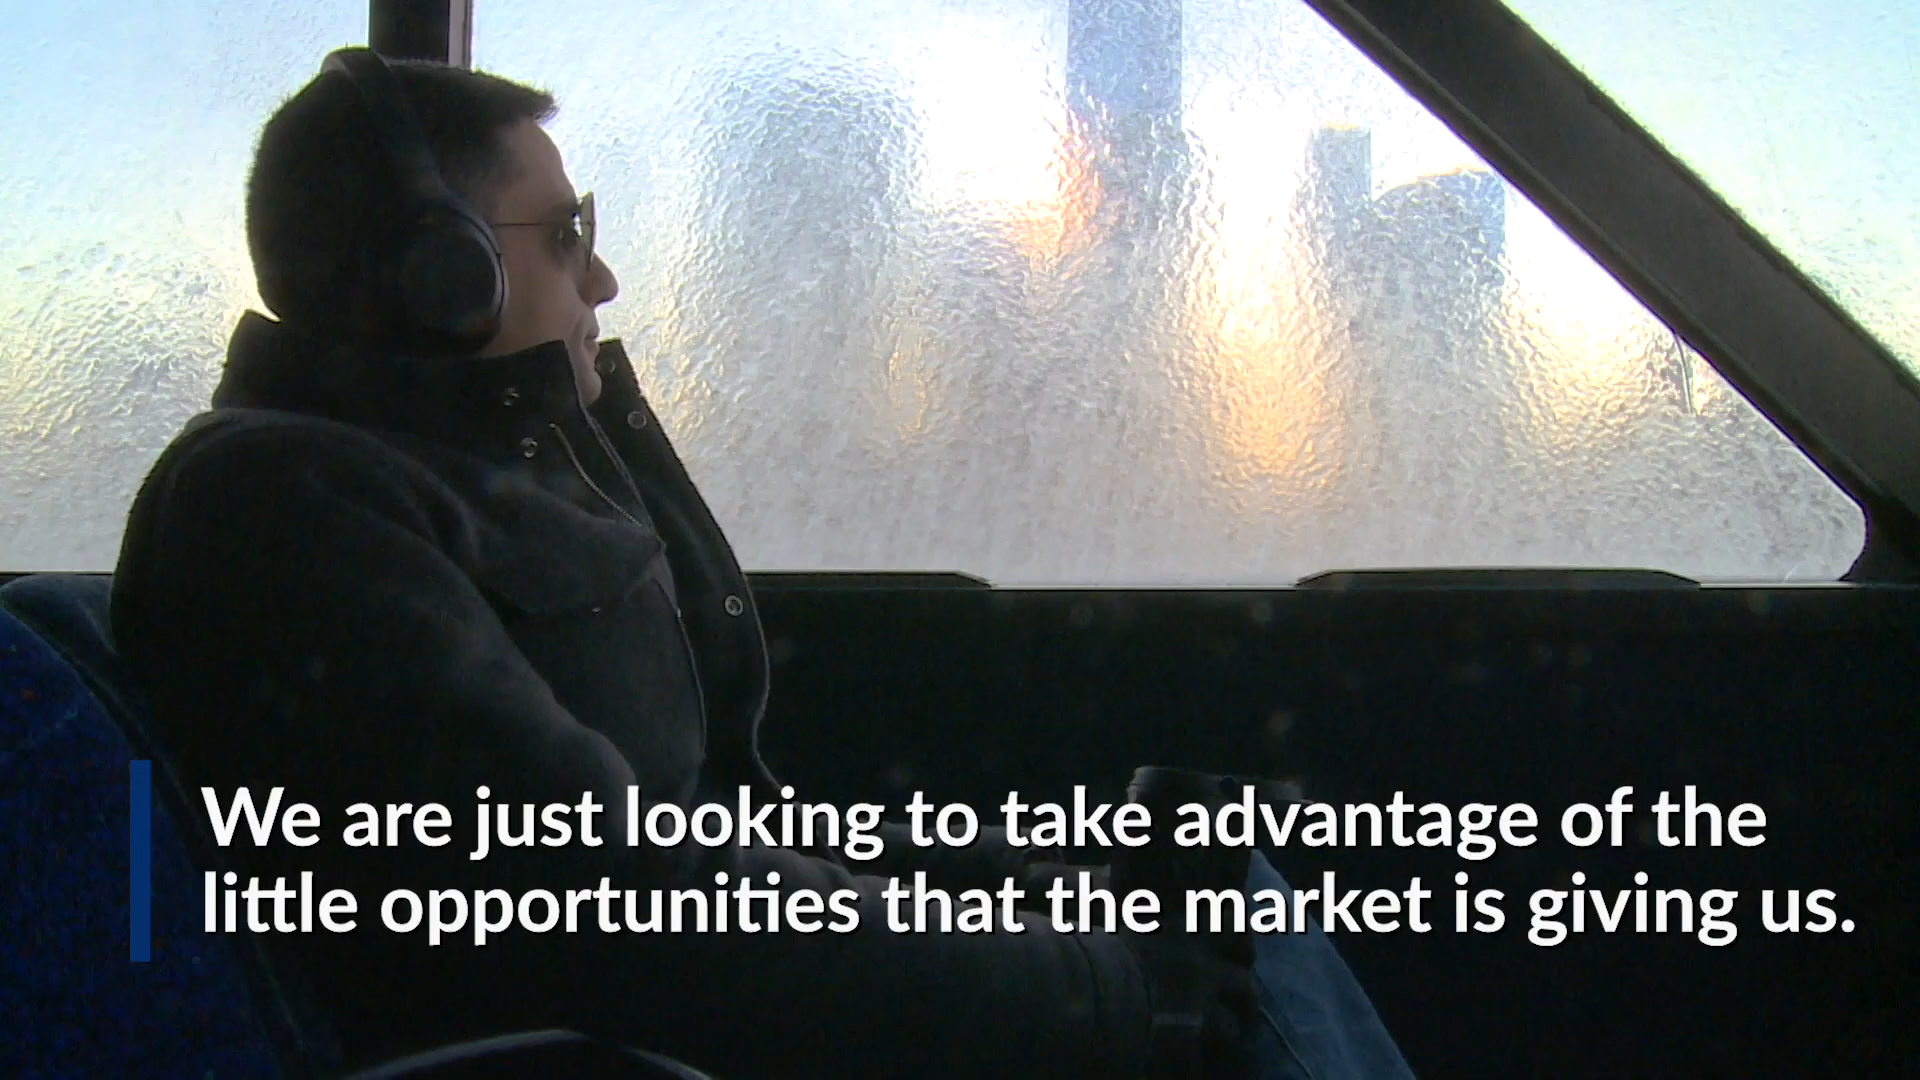 We are just looking to take advantage of the
little opportunities that the market is giving us.